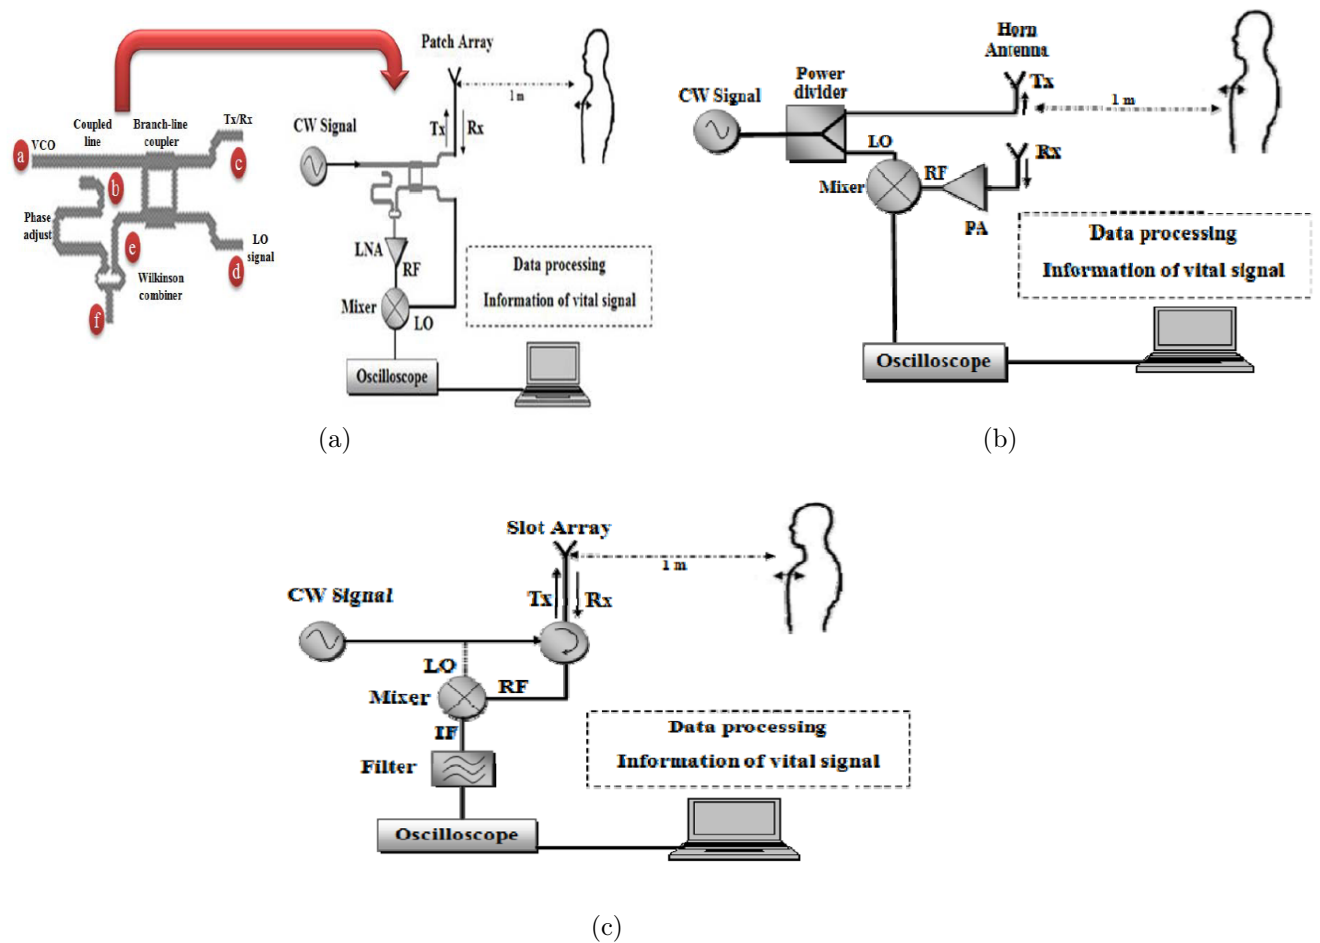 Patch Array
1 m
CW Signal
Tx
Rx
Coupled
line
Branch-line
coupler
Tx/Rx
a
VCO
c
b
Phase
adjust
e
LO
signal
d
Wilkinson
combiner
f
LNA
RF
Mixer
LO
Data processing
Information of vital signal
Oscilloscope
(a)
Horn
Antenna
Power
divider
Tx
CW Signal
1 m
LO
Rx
Mixer
RF
PA
Data processing
Information of vital signal
Oscilloscope
(b)
Slot Array
1 m
CW Signal
Tx
Rx
LO
Mixer
RF
IF
Filter
Data processing
Information of vital signal
Oscilloscope
(c)